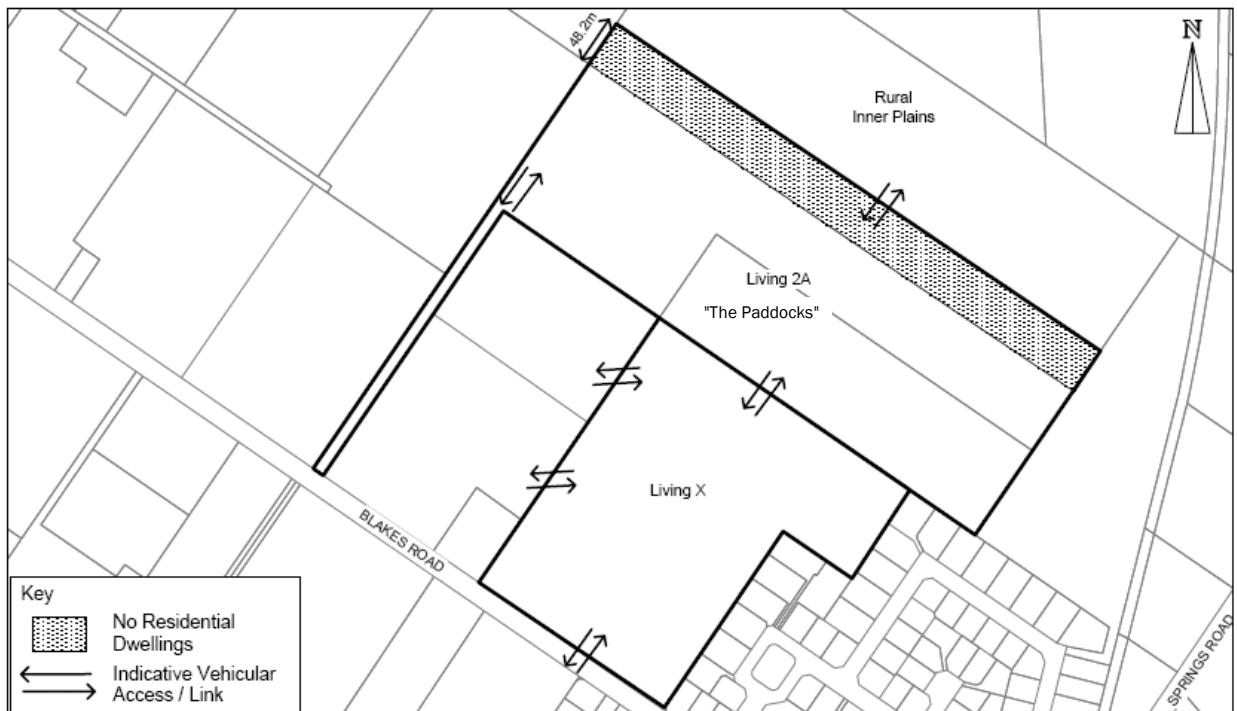 48.2m
N
Rural
Inner Plains
Living 2A
"The Paddocks"
Living X
BLAKES ROAD
SPRINGS ROAD
Key
No Residential
Dwellings
Indicative Vehicular
Access / Link